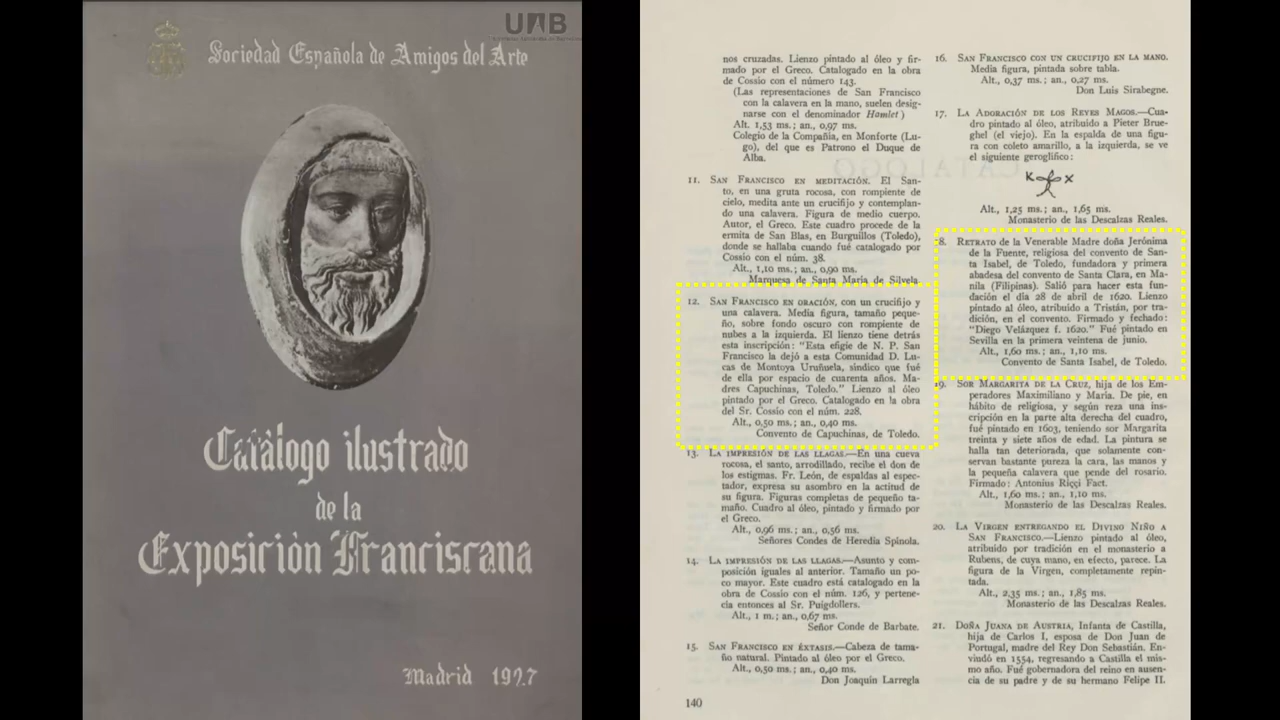 UAB
Sociedad Española de Amigos del Arte
Catálogo ilustrado
de la
Exposición Franciscana
Madrid 1927
nos cruzadas. Lienzo pintado al óleo y fir-
mado por el Greco. Catalogado en la obra
de Cossío con el número 143.
(Las representaciones de San Francisco
con la calavera en la mano, suelen desig-
narse con el denominador Hamlet)
Alt. 1,53 ms.; an., 0,97 ms.
Colegio de la Compañía, en Monforte (Lu-
go), del que es Patrono el Duque de
Alba.
11. San Francisco en meditación. El San-
to, en una gruta rocosa, con rompiente de
cielo, medita ante un crucifijo y contemplan-
do una calavera. Figura de medio cuerpo.
Autor, el Greco. Este cuadro procede de la
ermita de San Blas, en Burguillos (Toledo),
donde se hallaba cuando fué catalogado por
Cossío con el núm. 38.
Alt., 1,10 ms.; an., 0,90 ms.
Marquesa de Santa María de Silvela.
12. San Francisco en oración, con un crucifijo y
una calavera. Media figura, tamaño peque-
ño, sobre fondo oscuro con rompiente de
nubes a la izquierda. El lienzo tiene detrás
esta inscripción: "Esta efigie de N. P. San
Francisco la dejó a esta Comunidad D. Lu-
cas de Montoya Uruñuela, síndico que fué
de ella por espacio de cuarenta años. Ma-
dres Capuchinas, Toledo." Lienzo al óleo
pintado por el Greco. Catalogado en la obra
del Sr. Cossío con el núm. 228.
Alt., 0,50 ms.; an., 0,40 ms.
Convento de Capuchinas, de Toledo.
13. La impresión de las llagas.—En una cueva
rocosa, el santo, arrodillado, recibe el don de
los estigmas. Fr. León, de espaldas al espec-
tador, expresa su asombro en la actitud de
su figura. Figuras completas de pequeño ta-
maño. Cuadro al óleo, pintado y firmado por
el Greco.
Alt., 0,96 ms.; an., 0,56 ms.
Señores Condes de Heredia Spínola.
14. La impresión de las llagas.—Asunto y com-
posición iguales al anterior. Tamaño un po-
co mayor. Este cuadro está catalogado en la
obra de Cossío con el núm. 126, y pertene-
cía entonces al Sr. Puigdollers.
Alt., 1 m.; an., 0,67 ms.
Señor Conde de Barbate.
15. San Francisco en éxtasis.—Cabeza de tama-
ño natural. Pintado al óleo por el Greco.
Alt., 0,50 ms.; an., 0,40 ms.
Don Joaquín Larregla
140
16. San Francisco con un crucifijo en la mano.
Media figura, pintada sobre tabla.
Alt., 0,37 ms.; an., 0,27 ms.
Don Luis Sirabegne.
17. La Adoración de los Reyes Magos.—Cua-
dro pintado al óleo, atribuído a Pieter Brue-
ghel (el viejo). En la espalda de una figu-
ra con coleto amarillo, a la izquierda, se ve
el siguiente geroglífico:
K X
Alt., 1,25 ms.; an., 1,65 ms.
Monasterio de las Descalzas Reales.
8. Retrato de la Venerable Madre doña Jerónima
de la Fuente, religiosa del convento de San-
ta Isabel, de Toledo, fundadora y primera
abadesa del convento de Santa Clara, en Ma-
nila (Filipinas). Salió para hacer esta fun-
dación el día 28 de abril de 1620. Lienzo
pintado al óleo, atribuído a Tristán, por tra-
dición, en el convento. Firmado y fechado:
"Diego Velázquez f. 1620." Fué pintado en
Sevilla en la primera veintena de junio.
Alt., 1,60 ms.; an., 1,10 ms.
Convento de Santa Isabel, de Toledo.
19. Sor Margarita de la Cruz, hija de los Em-
peradores Maximiliano y María. De pie, en
hábito de religiosa, y según reza una ins-
cripción en la parte alta derecha del cuadro,
fué pintado en 1603, teniendo sor Margarita
treinta y siete años de edad. La pintura se
halla tan deteriorada, que solamente con-
servan bastante pureza la cara, las manos y
la pequeña calavera que pende del rosario.
Firmado: Antonius Riçci Fact.
Alt., 1,60 ms.; an., 1,10 ms.
Monasterio de las Descalzas Reales.
20. La Virgen entregando el Divino Niño a
San Francisco.—Lienzo pintado al óleo,
atribuído por tradición en el monasterio a
Rubens, de cuya mano, en efecto, parece. La
figura de la Virgen, completamente repin-
tada.
Alt., 2,35 ms.; an., 1,85 ms.
Monasterio de las Descalzas Reales.
21. Doña Juana de Austria, Infanta de Castilla,
hija de Carlos I, esposa de Don Juan de
Portugal, madre del Rey Don Sebastián. En-
viudó en 1554, regresando a Castilla el mis-
mo año. Fué gobernadora del reino en ausen-
cia de su padre y de su hermano Felipe II.